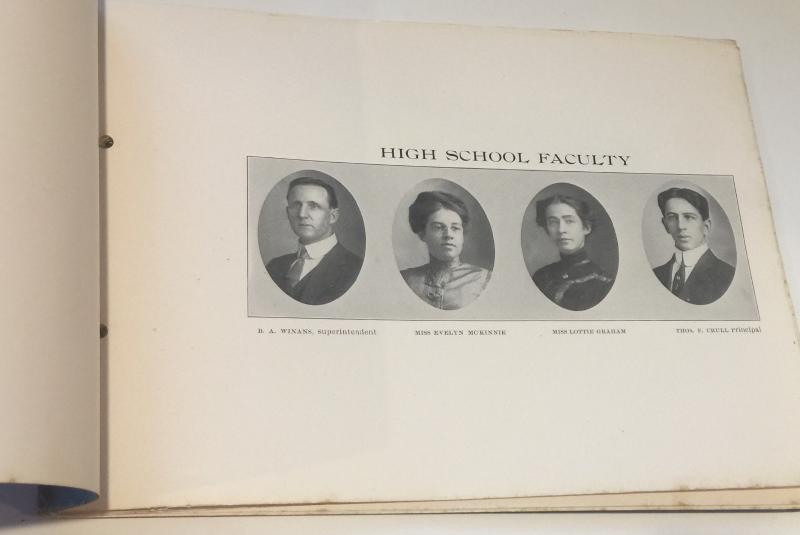 HIGH SCHOOL FACULTY
B. A. WINANS, Superintendent
MISS EVELYN MCKINNIE
MISS LOTTIE GRAHAM
THOS. E. CRULL Principal